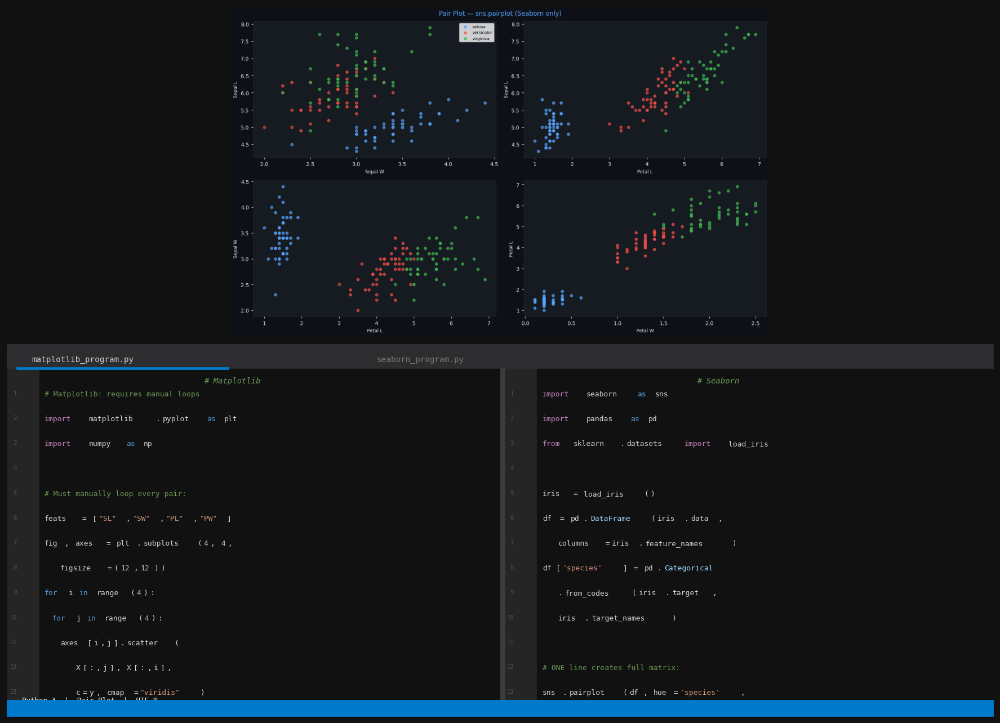 Pair Plot — sns.pairplot (Seaborn only)
8.0
7.5
7.0
6.5
6.0
5.5
5.0
4.5
Sepal L
setosa
versicolor
virginica
2.0 2.5 3.0 3.5 4.0 4.5
Sepal W
8.0
7.5
7.0
6.5
6.0
5.5
5.0
4.5
Sepal L
1 2 3 4 5 6 7
Petal L
4.5
4.0
3.5
3.0
2.5
2.0
Sepal W
1 2 3 4 5 6 7
Petal L
7
6
5
4
3
2
1
Petal L
0.0 0.5 1.0 1.5 2.0 2.5
Petal W
matplotlib_program.py
seaborn_program.py
# Matplotlib
1 # Matplotlib: requires manual loops
2 import matplotlib .pyplot as plt
3 import numpy as np
4
5 # Must manually loop every pair:
6 feats = ["SL" ,"SW" ,"PL" ,"PW" ]
7 fig , axes = plt .subplots (4, 4,
8 figsize =(12 ,12 ))
9 for i in range (4):
10 for j in range (4):
11 axes [i,j].scatter (
12 X[:,j], X[:,i],
13 c=y, cmap ="viridis" )
# Seaborn
1 import seaborn as sns
2 import pandas as pd
3 from sklearn .datasets import load_iris
4
5 iris = load_iris ()
6 df = pd .DataFrame (iris .data ,
7 columns =iris .feature_names )
8 df ['species' ] = pd .Categorical
9 .from_codes (iris .target ,
10 iris .target_names )
11
12 # ONE line creates full matrix:
13 sns .pairplot (df , hue ='species' ,
Python 3 | Pair Plot | UTF-8